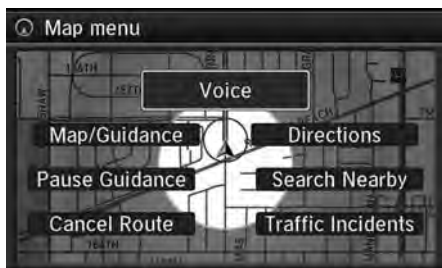 Map menu
Voice
Map/Guidance
Directions
Pause Guidance
Search Nearby
Cancel Route
Traffic Incidents